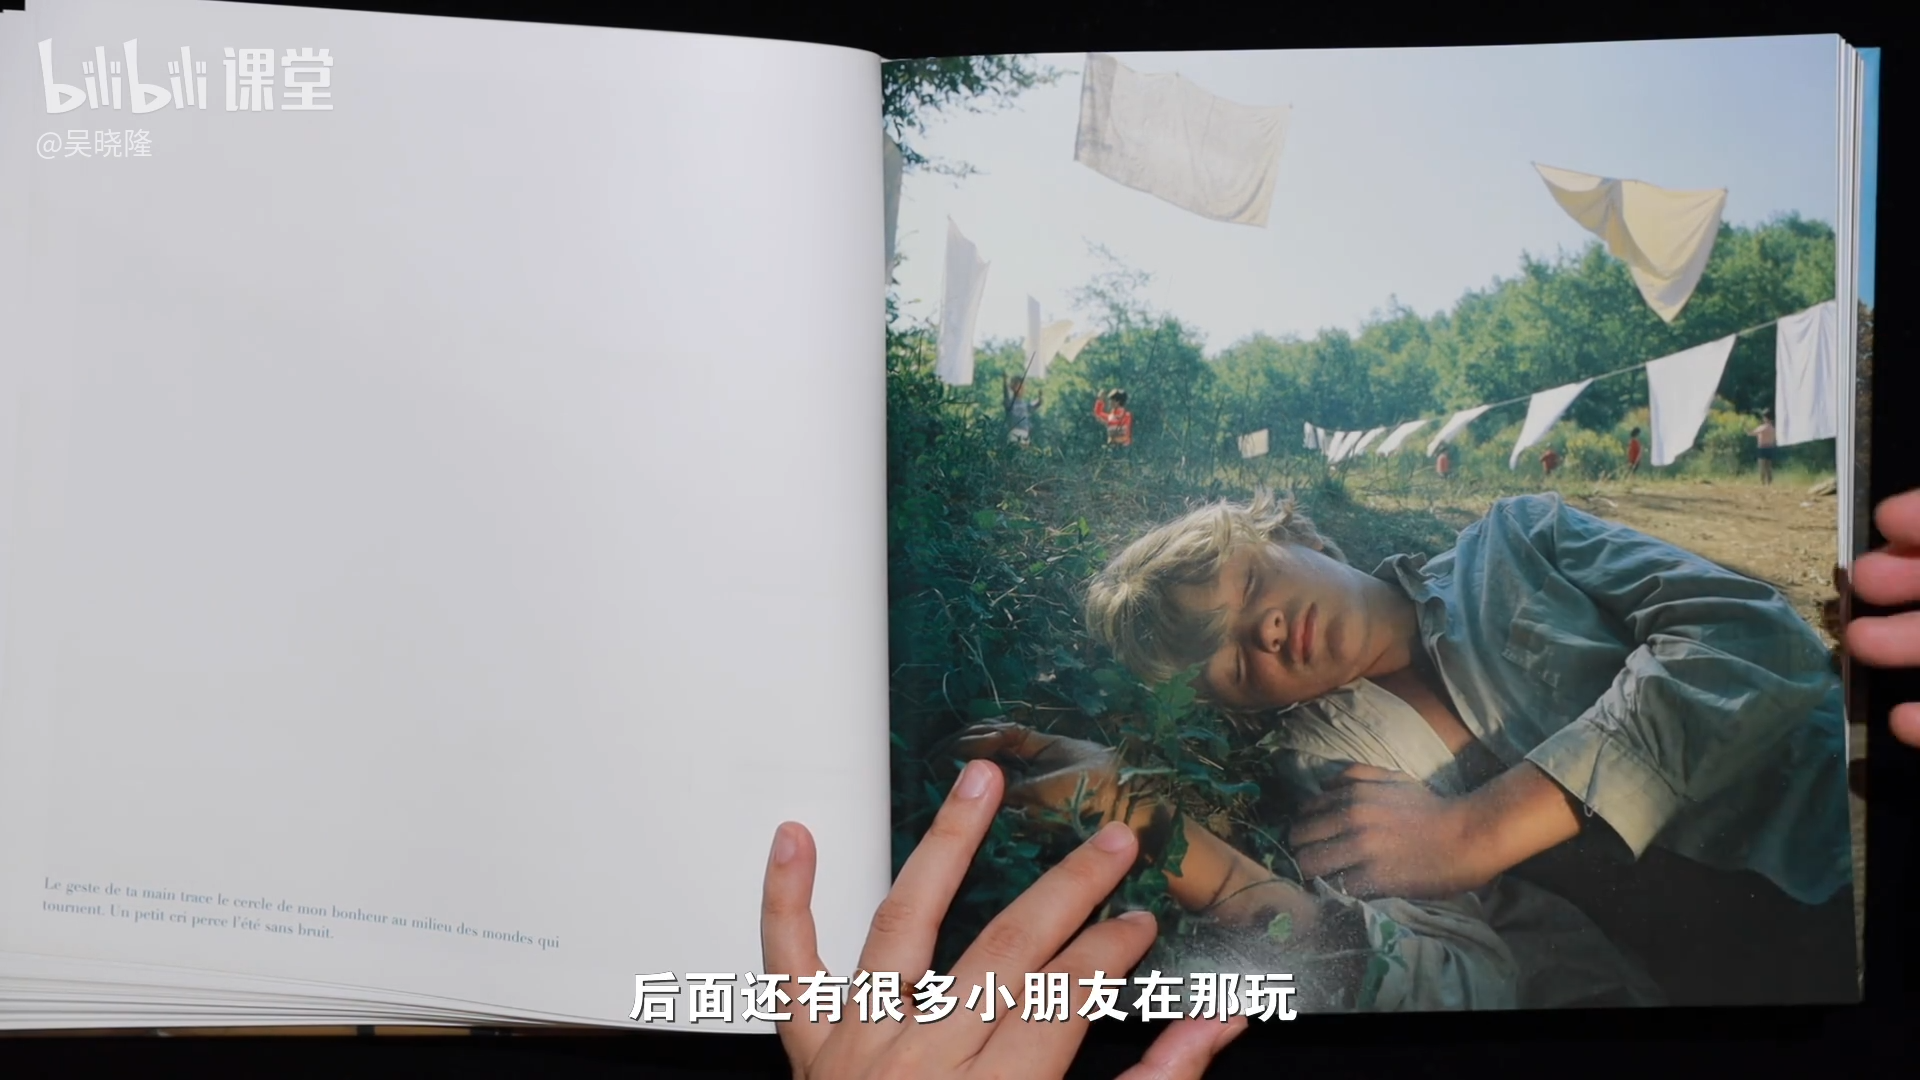 bilibili 课堂
@吴晓隆
Le geste de ta main trace le cercle de mon bonheur au milieu des mondes qui
tournent. Un petit cri perce l'été sans bruit.
后面还有很多小朋友在那玩